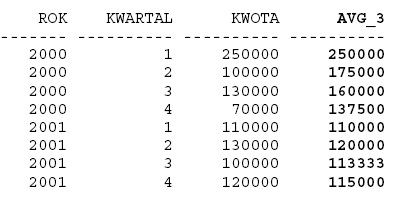 ROK KWARTAL KWOTA AVG_3
------- ---------- ---------- ----------
2000 1 250000 250000
2000 2 100000 175000
2000 3 130000 160000
2000 4 70000 137500
2001 1 110000 110000
2001 2 130000 120000
2001 3 100000 113333
2001 4 120000 115000